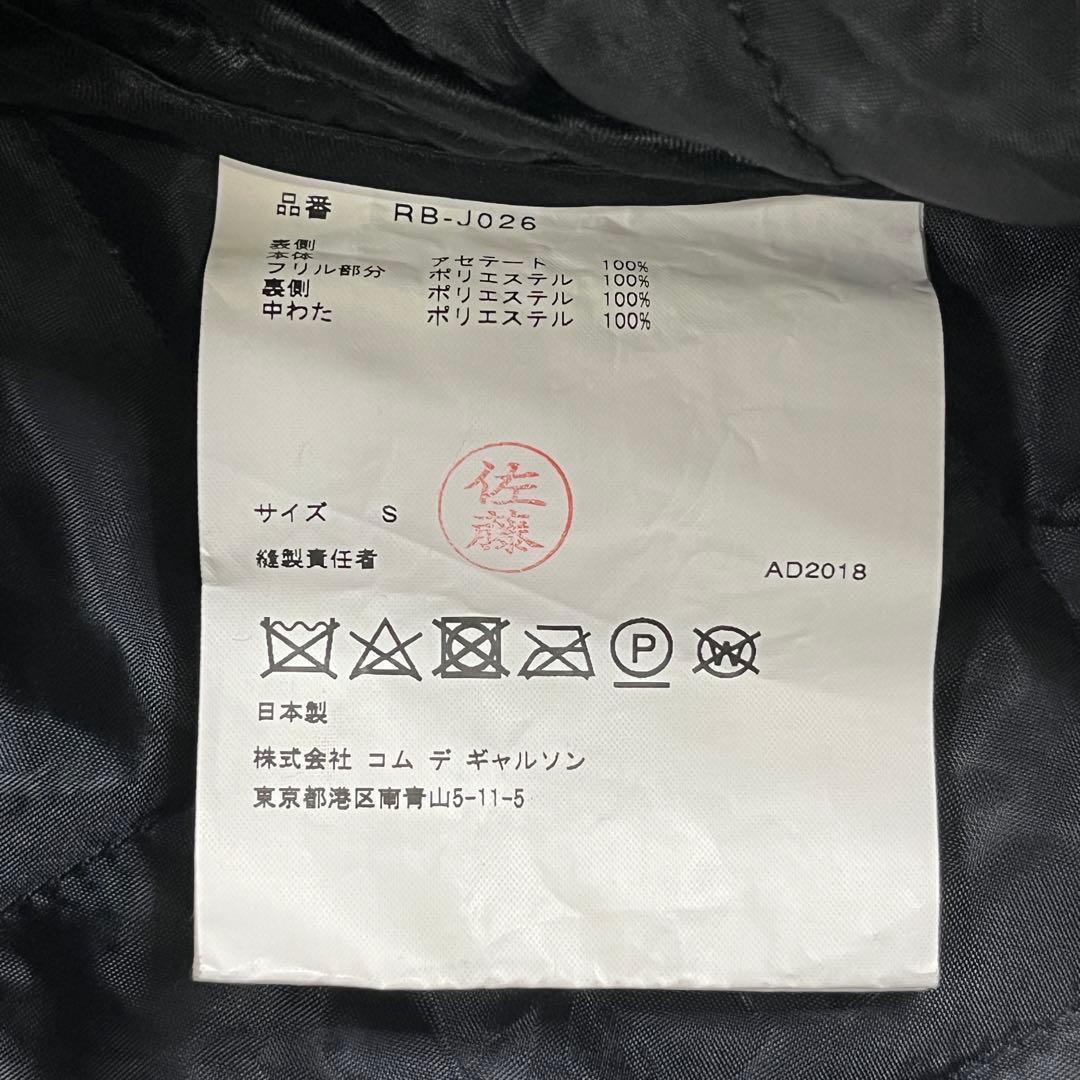 品番 RB-J026
表側
本体 アセテート 100%
フリル部分 ポリエステル 100%
裏側 ポリエステル 100%
中わた ポリエステル 100%
サイズ S
佐藤
縫製責任者
AD2018
P
W
日本製
株式会社 コム デ ギャルソン
東京都港区南青山5-11-5